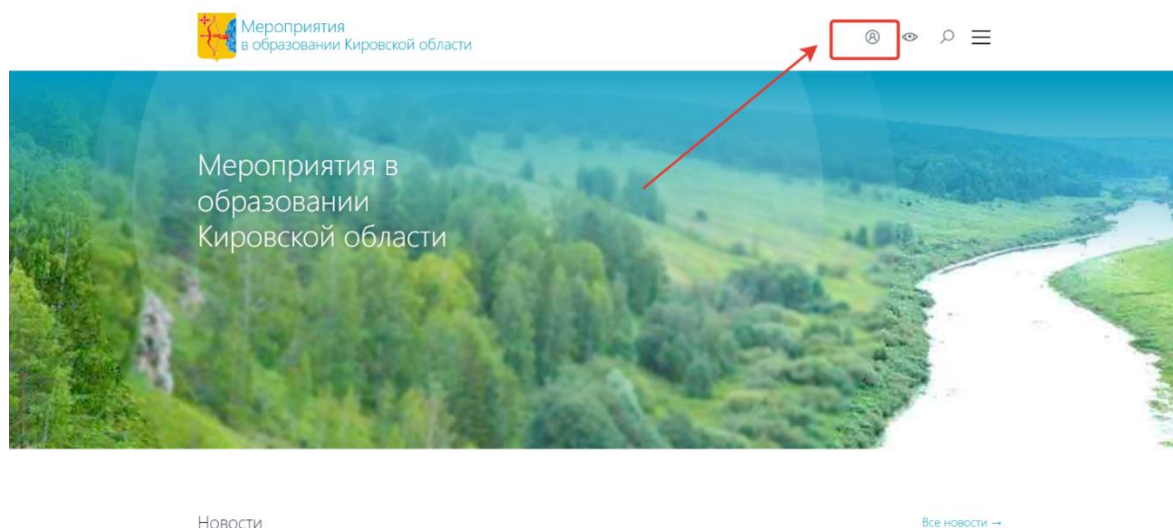 Мероприятия
в образовании Кировской области
Мероприятия в
образовании
Кировской области
Новости
Все новости →